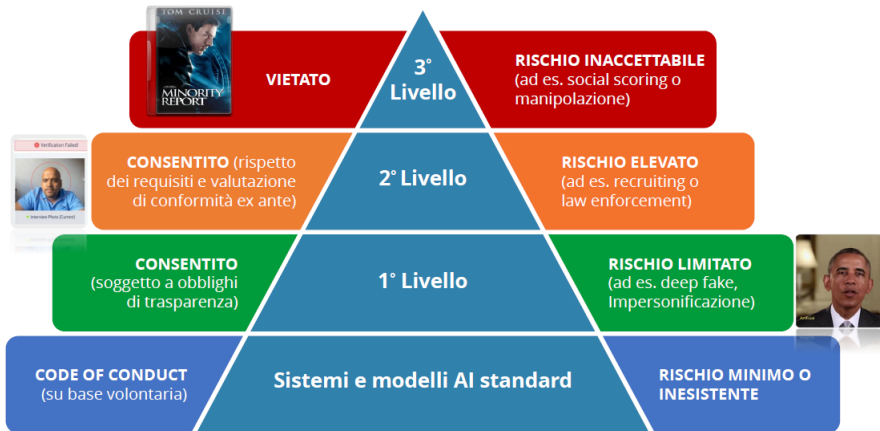 TOM CRUISE
MINORITY
REPORT
VIETATO
3°
Livello
RISCHIO INACCETTABILE
(ad es. social scoring o
manipolazione)
Verification Failed
Interview Photo (Current)
CONSENTITO (rispetto
dei requisiti e valutazione
di conformità ex ante)
2° Livello
RISCHIO ELEVATO
(ad es. recruiting o
law enforcement)
CONSENTITO
(soggetto a obblighi
di trasparenza)
1° Livello
RISCHIO LIMITATO
(ad es. deep fake,
Impersonificazione)
CODE OF CONDUCT
(su base volontaria)
Sistemi e modelli AI standard
RISCHIO MINIMO O
INESISTENTE